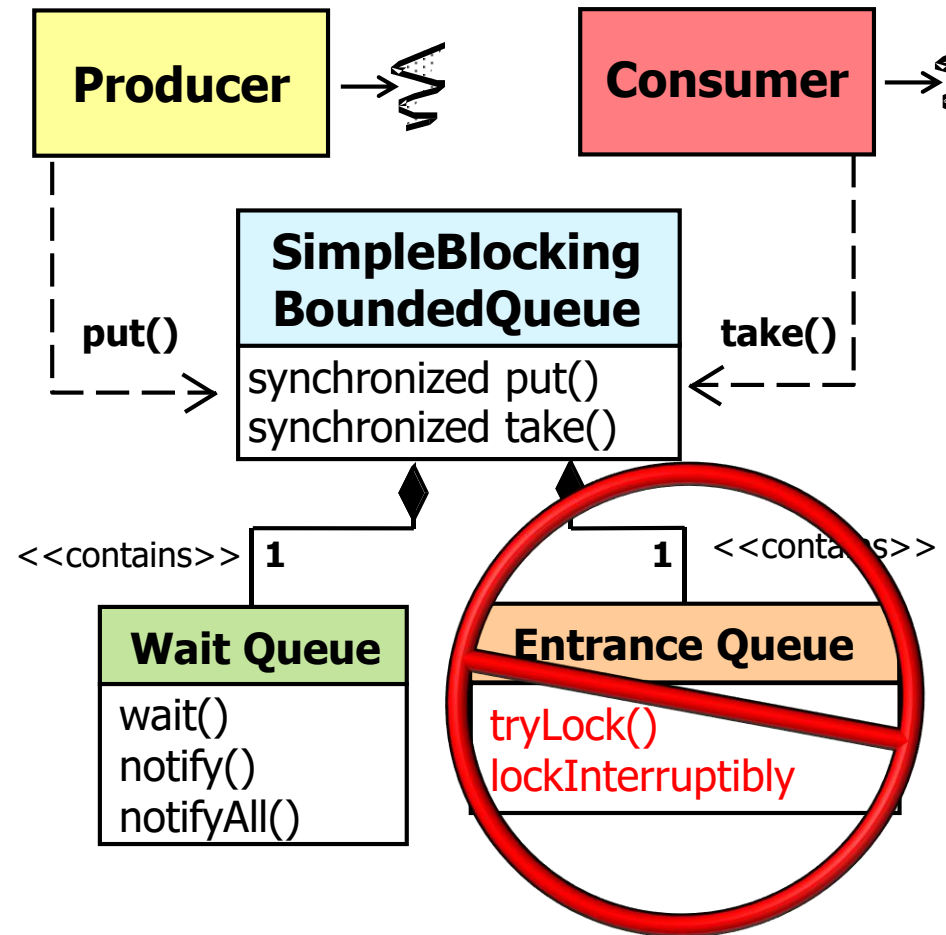 Producer
Consumer
SimpleBlocking
BoundedQueue
put()
take()
synchronized put()
synchronized take()
<<contains>>
1
1
<<contains>>
Wait Queue
Entrance Queue
wait()
notify()
notifyAll()
tryLock()
lockInterruptibly